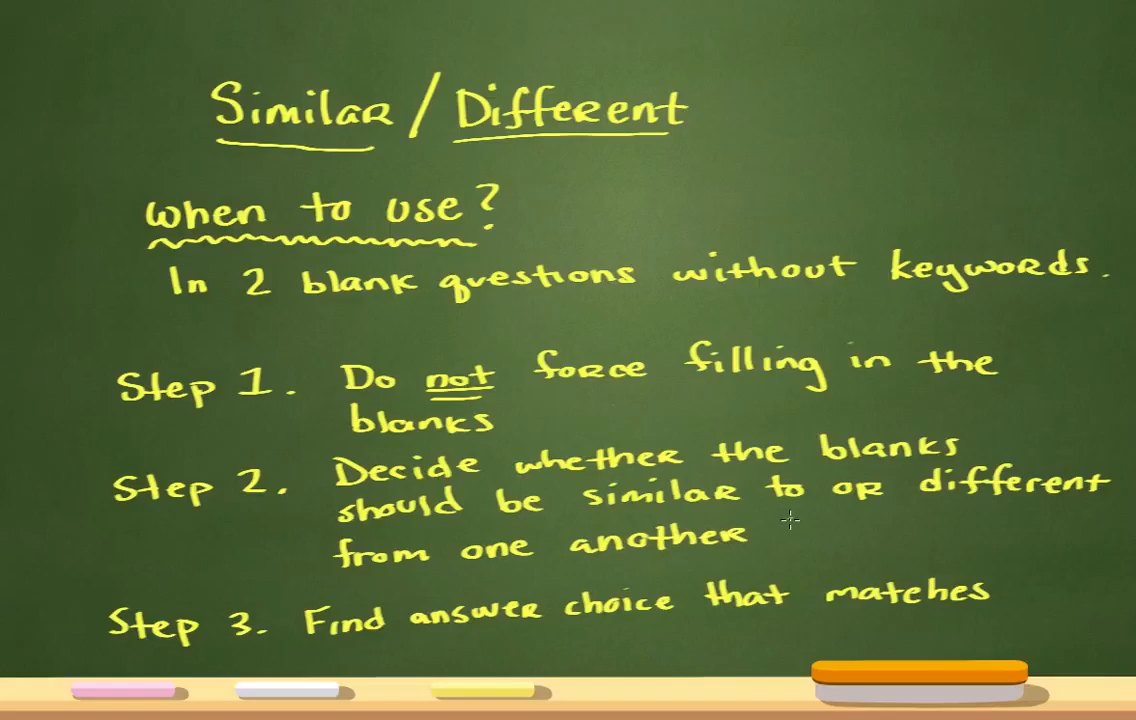 Similar / Different
When to use?
In 2 blank questions without keywords.
Step 1. Do not force filling in the
blanks
Step 2. Decide whether the blanks
should be similar to or different
from one another
Step 3. Find answer choice that matches